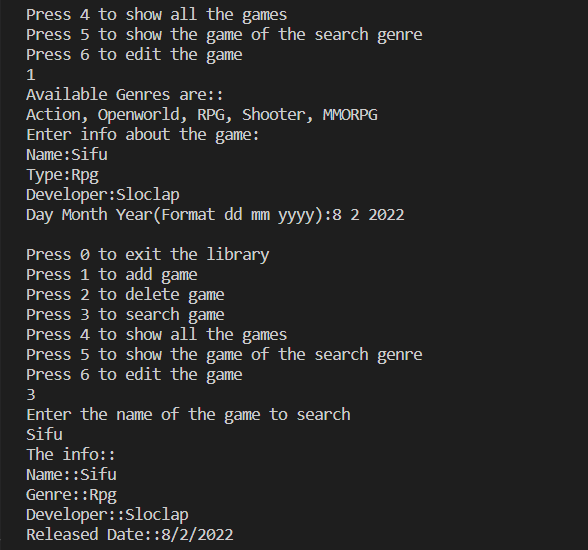 Press 4 to show all the games
Press 5 to show the game of the search genre
Press 6 to edit the game
1
Available Genres are::
Action, Openworld, RPG, Shooter, MMORPG
Enter info about the game:
Name:Sifu
Type:Rpg
Developer:Sloclap
Day Month Year(Format dd mm yyyy):8 2 2022
Press 0 to exit the library
Press 1 to add game
Press 2 to delete game
Press 3 to search game
Press 4 to show all the games
Press 5 to show the game of the search genre
Press 6 to edit the game
3
Enter the name of the game to search
Sifu
The info::
Name::Sifu
Genre::Rpg
Developer::Sloclap
Released Date::8/2/2022